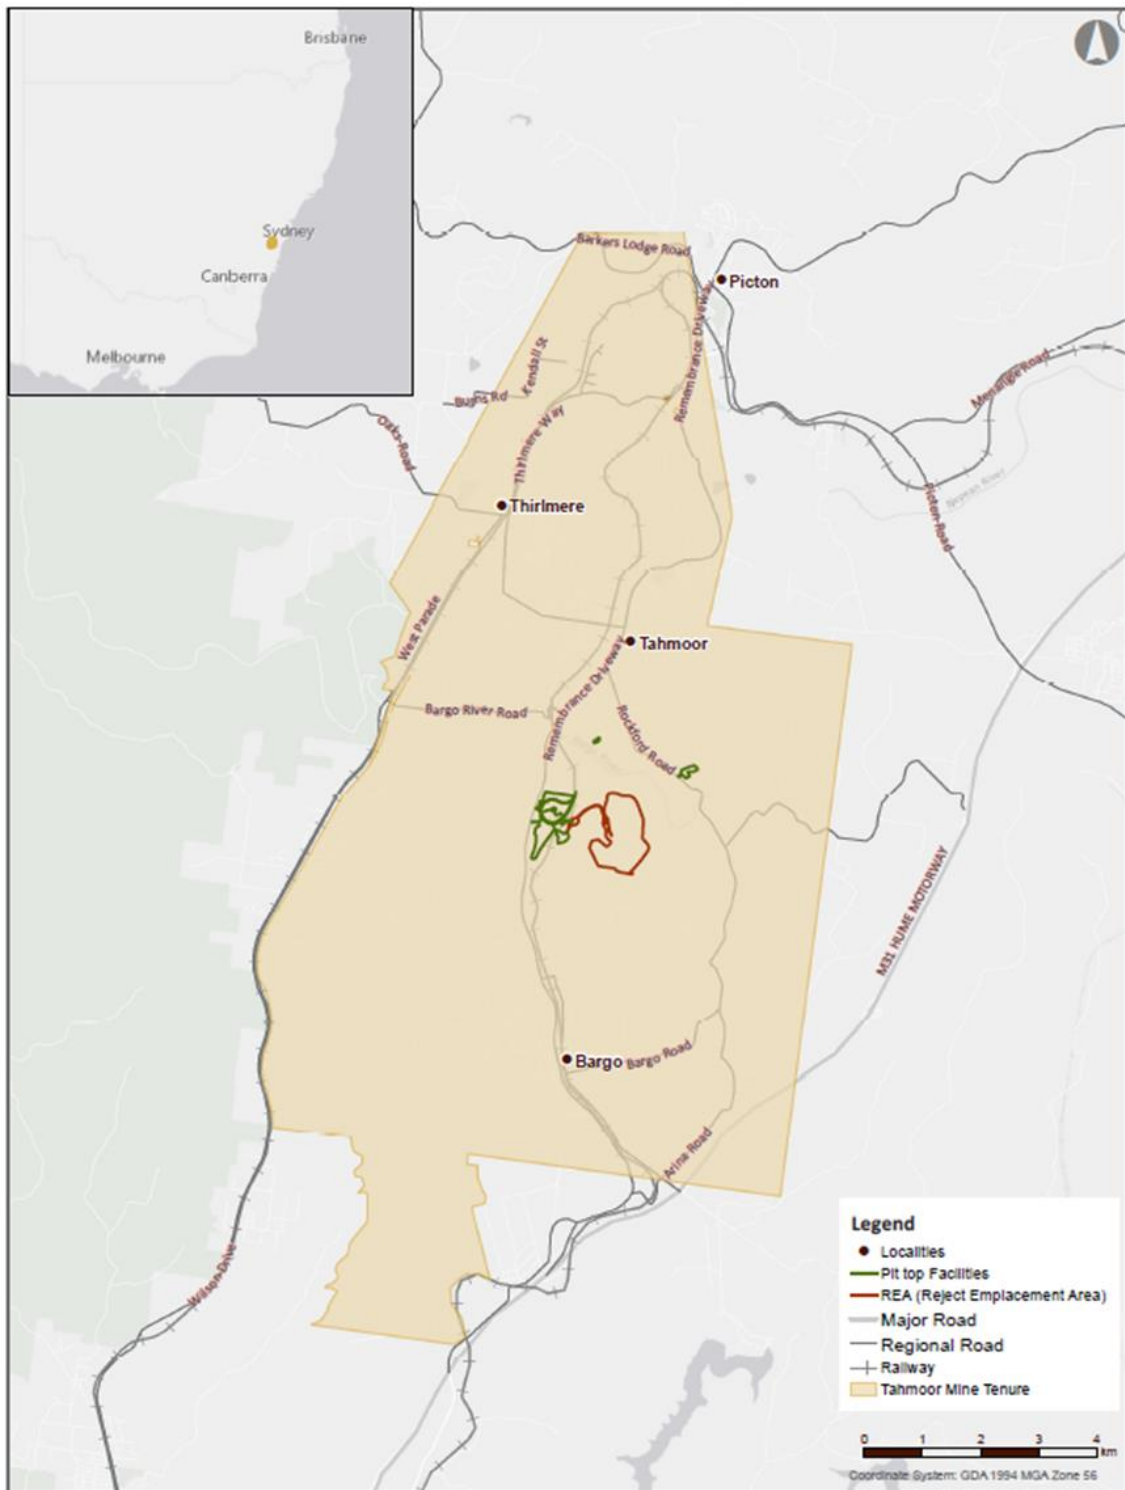 Brisbane
Sydney
Canberra
Melbourne
Barkers Lodge Road
Picton
Remembrance Driveway
Kendall St
Burns Rd
Menangle Road
Oaks Road
Thirlmere Way
Thirlmere
Picton Road
Nepean River
West Parade
Tahmoor
Remembrance Driveway
Bargo River Road
Rockford Road
M31 HUME MOTORWAY
Bargo
Bargo Road
Arina Road
Wilson Drive
Legend
Localities
Pit top Facilities
REA (Reject Emplacement Area)
Major Road
Regional Road
Railway
Tahmoor Mine Tenure
0 1 2 3 4
km
Coordinate System: GDA 1994 MGA Zone 56